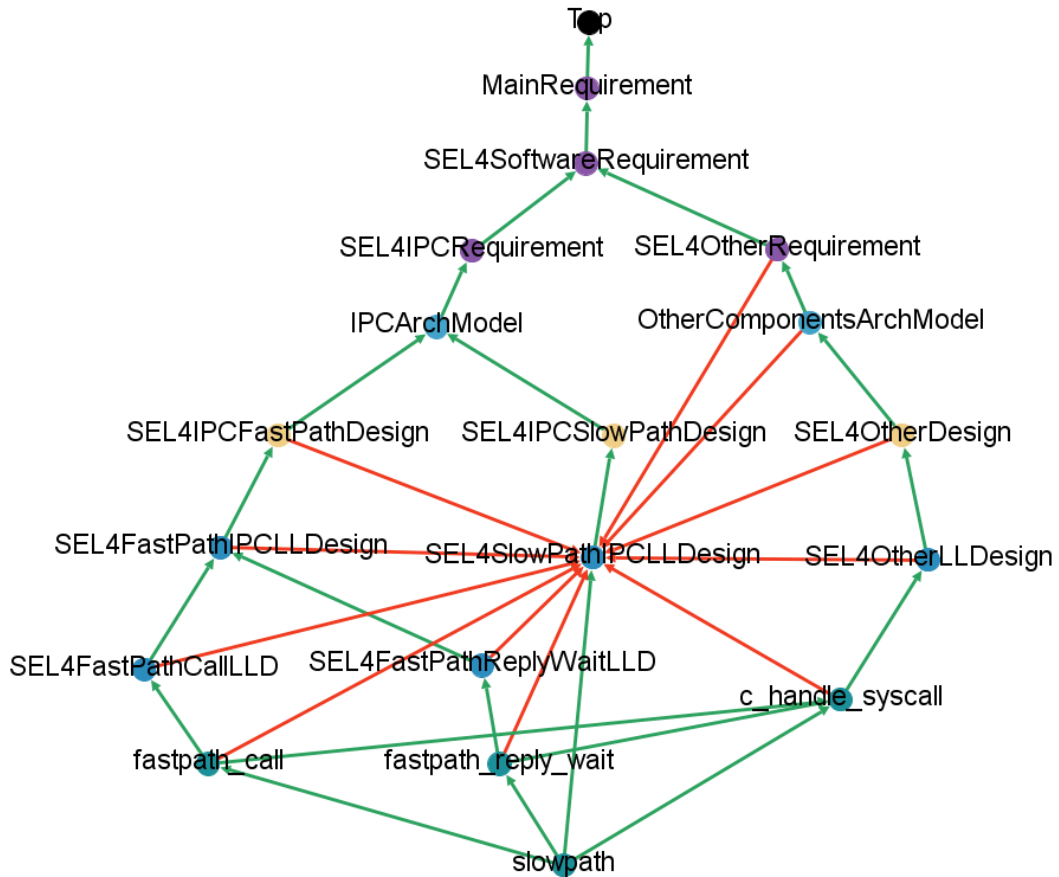 Top
MainRequirement
SEL4SoftwareRequirement
SEL4IPCRequirement
SEL4OtherRequirement
IPCArchModel
OtherComponentsArchModel
SEL4IPCFastPathDesign
SEL4IPCSlowPathDesign
SEL4OtherDesign
SEL4FastPathIPCLLDesign
SEL4SlowPathIPCLLDesign
SEL4OtherLLDesign
SEL4FastPathCallLLD
SEL4FastPathReplyWaitLLD
c_handle_syscall
fastpath_call
fastpath_reply_wait
slowpath